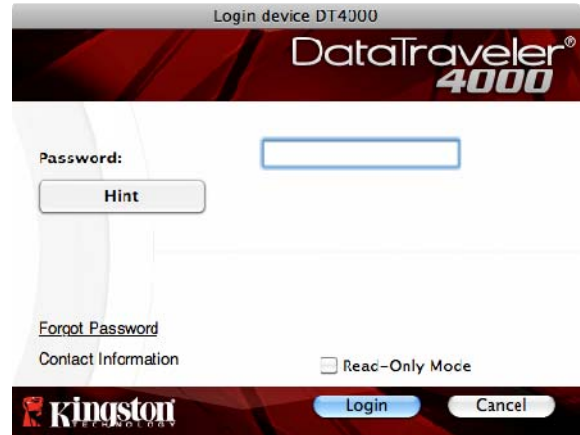 Login device DT4000
DataTraveler®
4000
Password:
Hint
Forgot Password
Contact Information
Read-Only Mode
Kingston
TECHNOLOGY
Login
Cancel